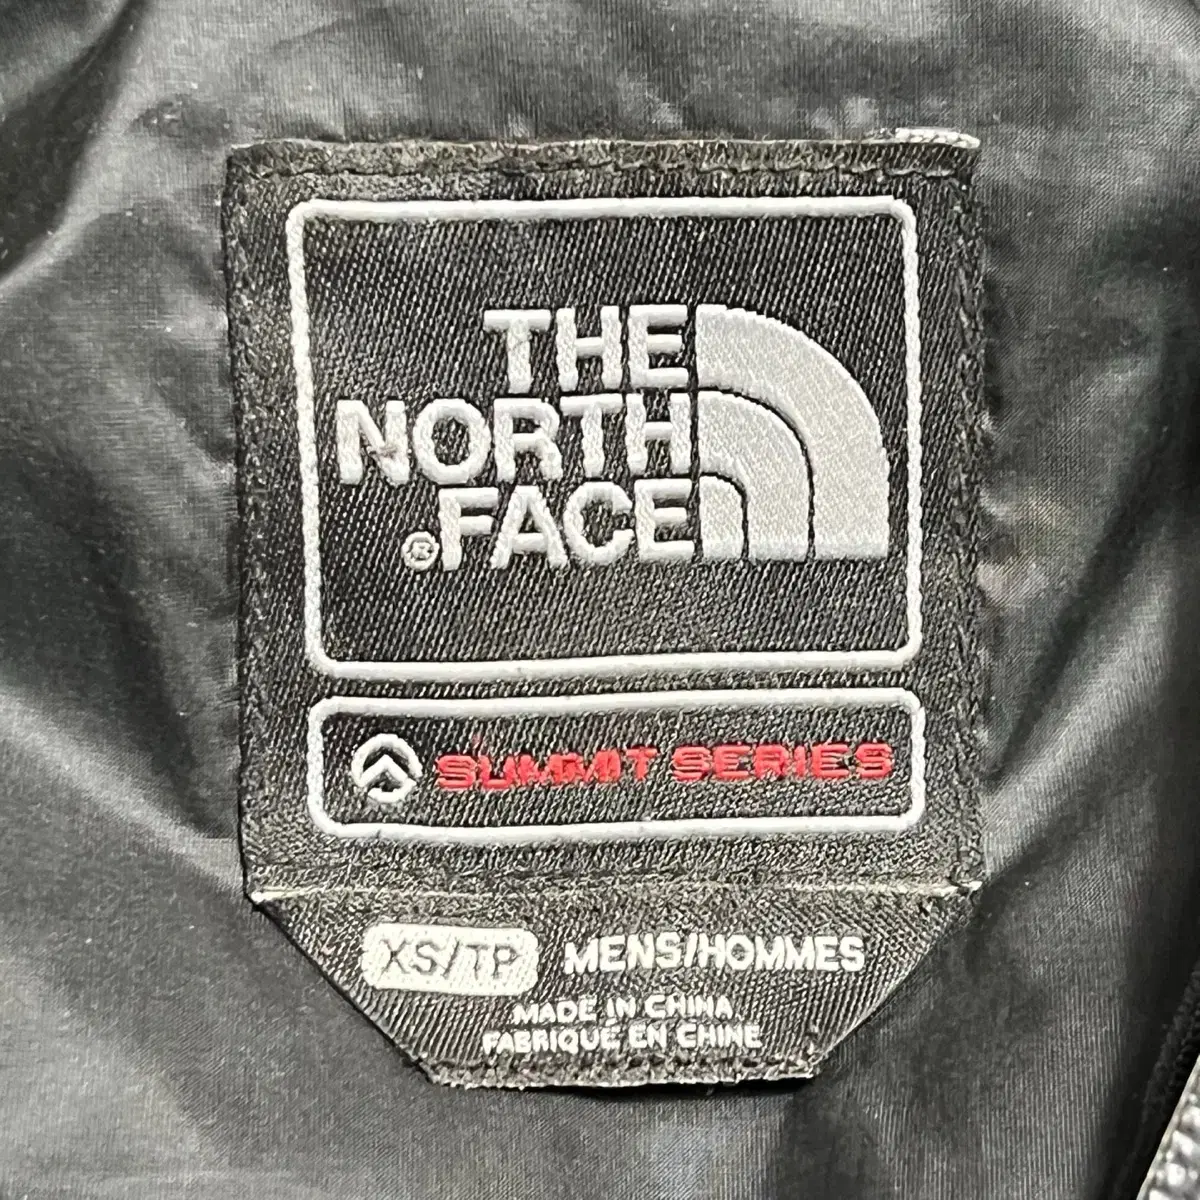 THE
NORTH
®FACE
SUMMIT SERIES
XS/TP MENS/HOMMES
MADE IN CHINA
FABRIQUÉ EN CHINE